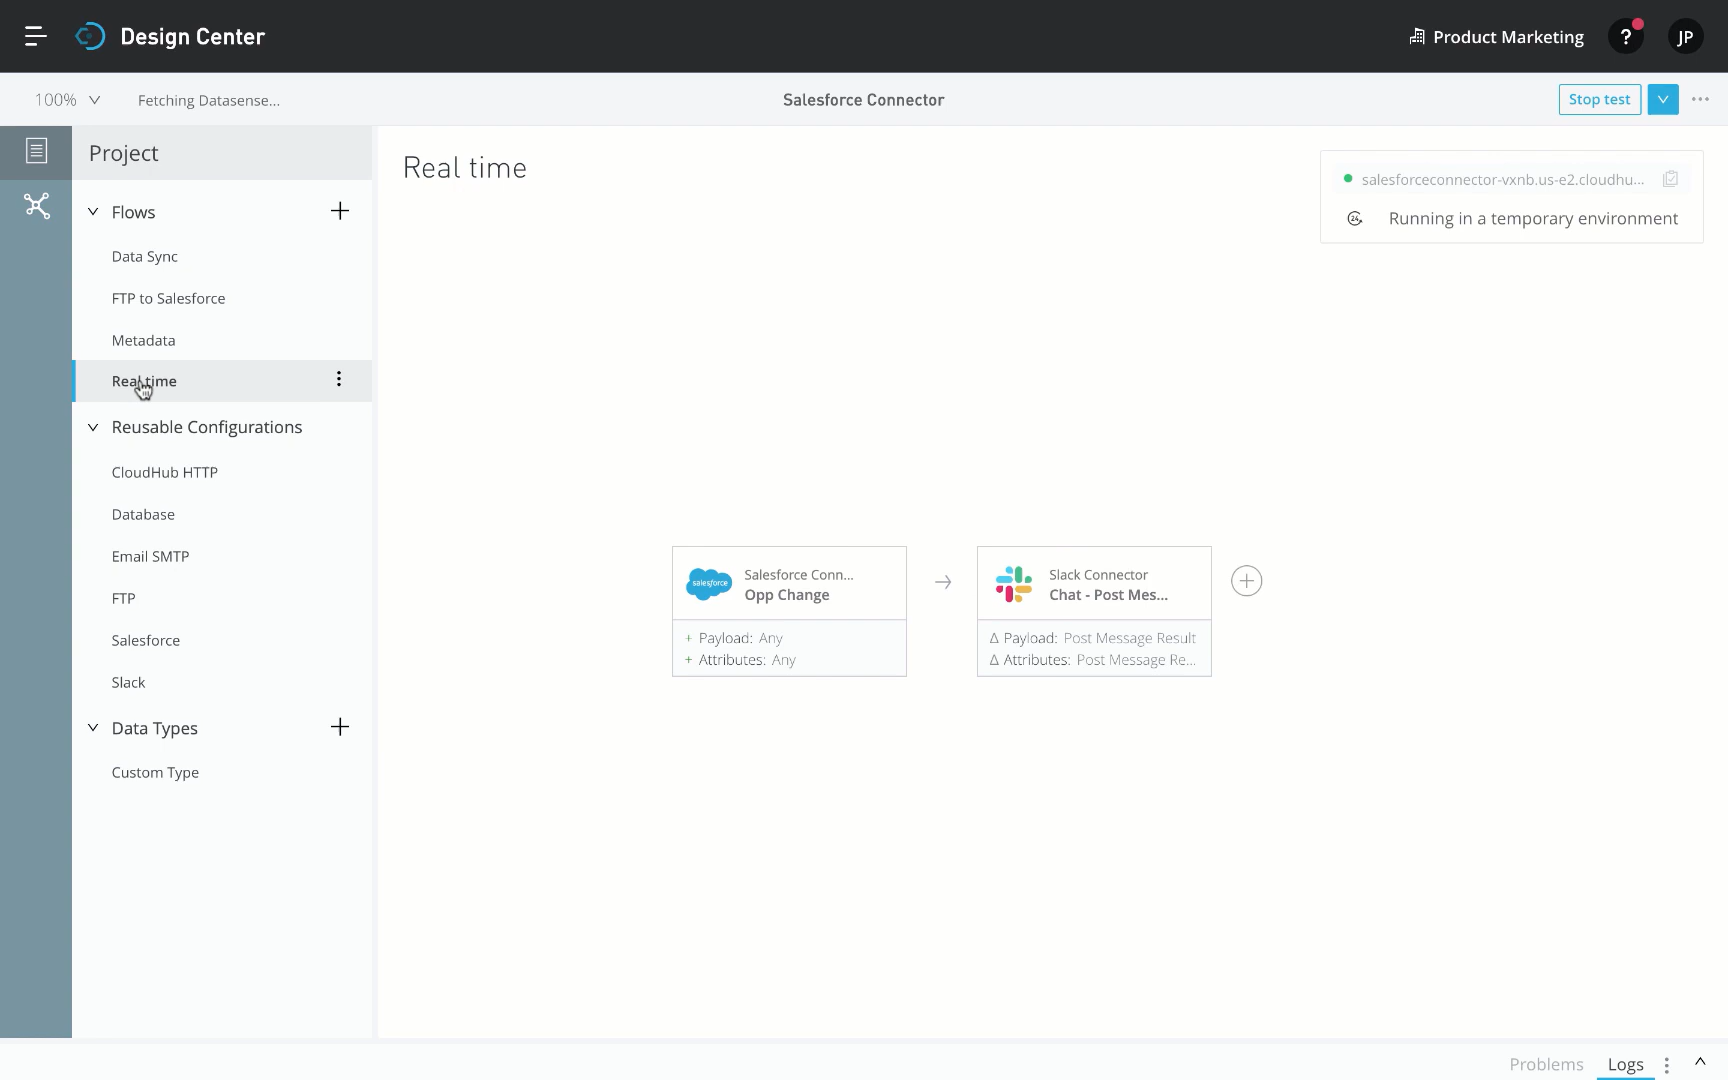 Design Center
Product Marketing
?
JP
100%
Fetching Datasense...
Salesforce Connector
Stop test
Project
Real time
salesforceconnector-vxnb.us-e2.cloudhu...
24
Running in a temporary environment
Flows
Data Sync
FTP to Salesforce
Metadata
Real time
Reusable Configurations
CloudHub HTTP
Database
Email SMTP
FTP
Salesforce
Slack
Data Types
Custom Type
salesforce
Salesforce Conn...
Opp Change
+ Payload: Any
+ Attributes: Any
Slack Connector
Chat - Post Mes...
Δ Payload: Post Message Result
Δ Attributes: Post Message Re...
Problems
Logs